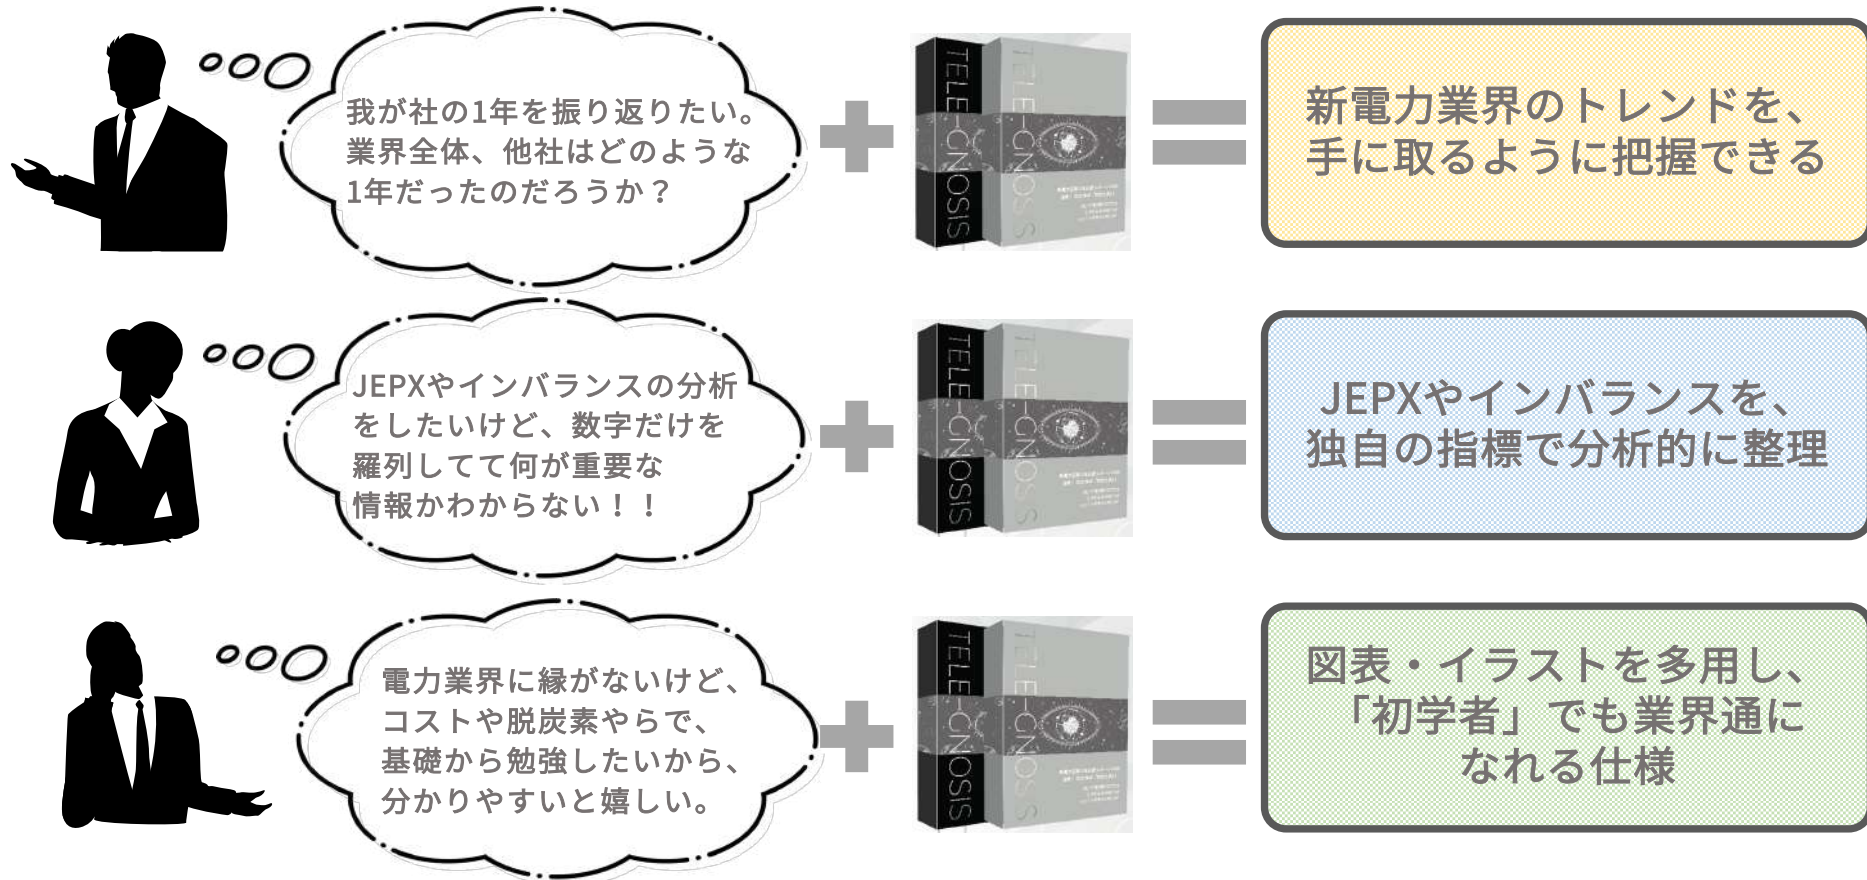 我が社の1年を振り返りたい。
業界全体、他社はどのような
1年だったのだろうか？
TELE-GNOSIS
TELE-GNOSIS
新電力業界のトレンドを、
手に取るように把握できる
JEPXやインバランスの分析
をしたいけど、数字だけを
羅列してて何が重要な
情報かわからない！！
TELE-GNOSIS
TELE-GNOSIS
JEPXやインバランスを、
独自の指標で分析的に整理
電力業界に縁がないけど、
コストや脱炭素やらで、
基礎から勉強したいから、
分かりやすいと嬉しい。
TELE-GNOSIS
TELE-GNOSIS
図表・イラストを多用し、
「初学者」でも業界通に
なれる仕様